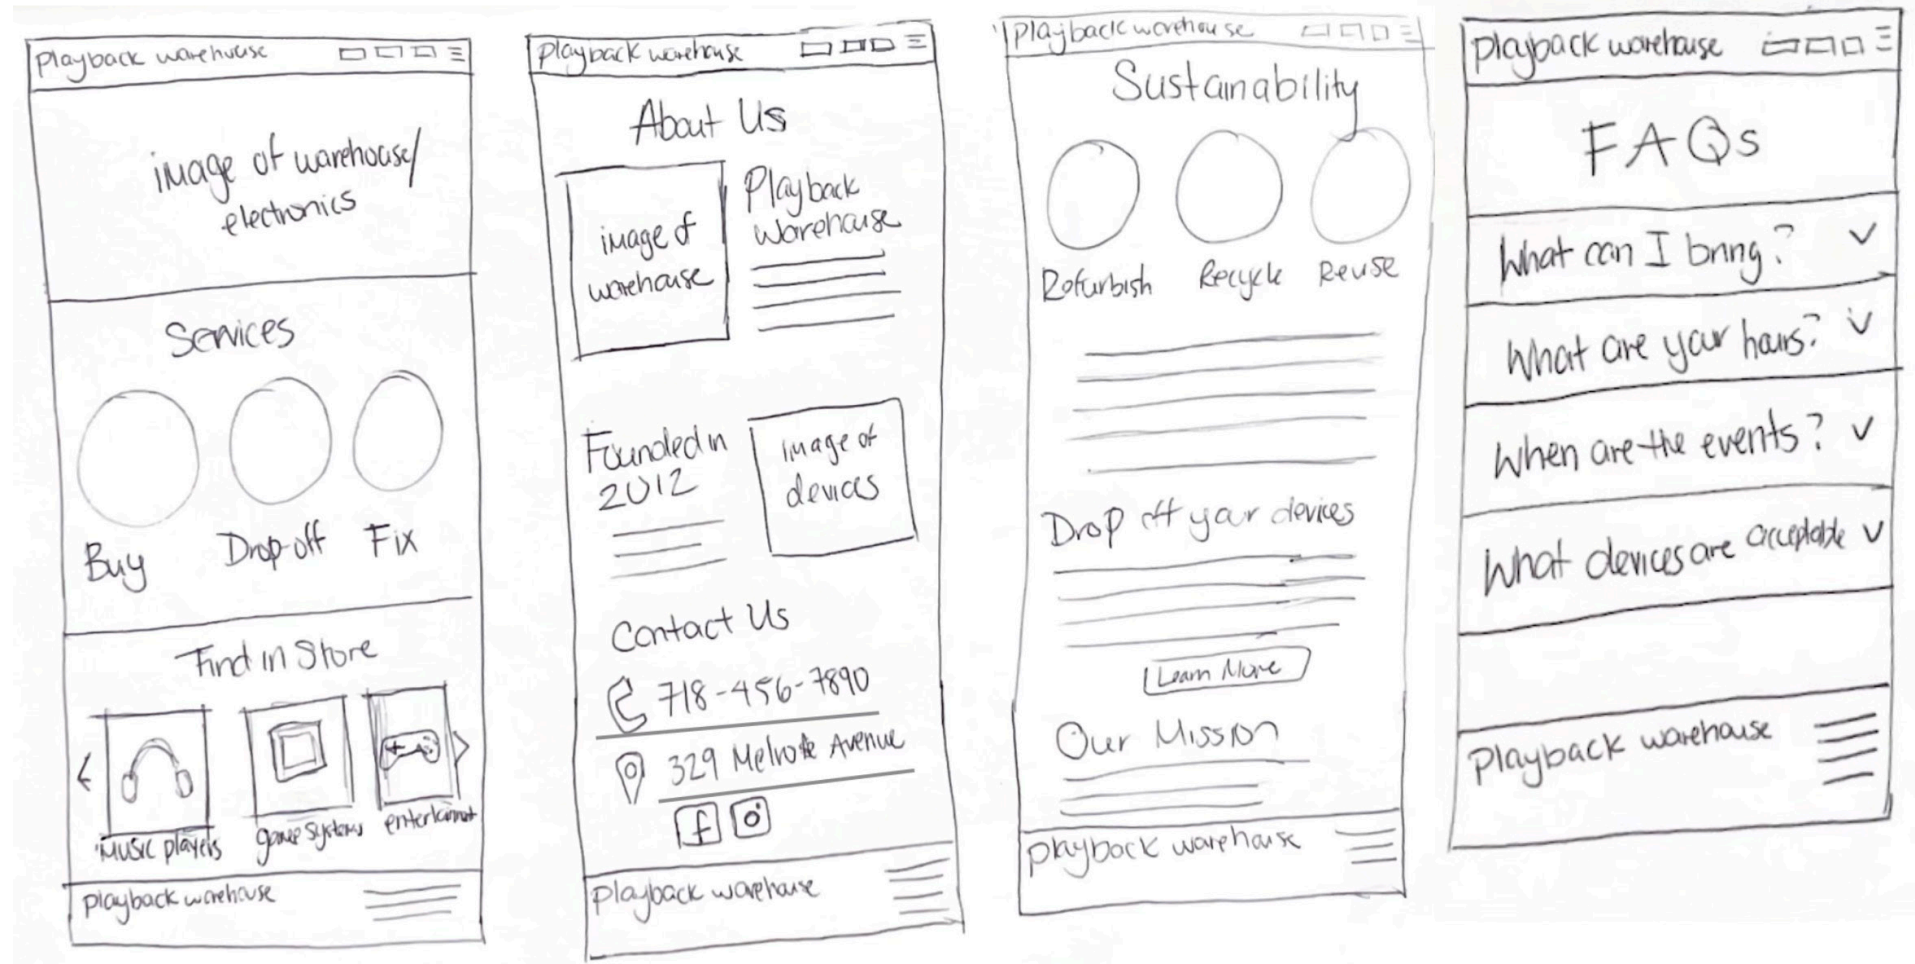 Playback warehouse
image of warehouse/
electronics
Services
Buy
Drop-off
Fix
Find in Store
Music players
game systems
entertainment
playback warehouse
Playback warehouse
About Us
image of
warehouse
Playback
Warehouse
Founded in
2012
image of
devices
Contact Us
718-456-7890
329 Melrose Avenue
f
playback warehouse
Playback warehouse
Sustainability
Refurbish
Recycle
Reuse
Drop off your devices
Learn More
Our Mission
playback warehouse
playback warehouse
FAQs
What can I bring?
What are your hours?
When are the events?
What devices are acceptable
playback warehouse